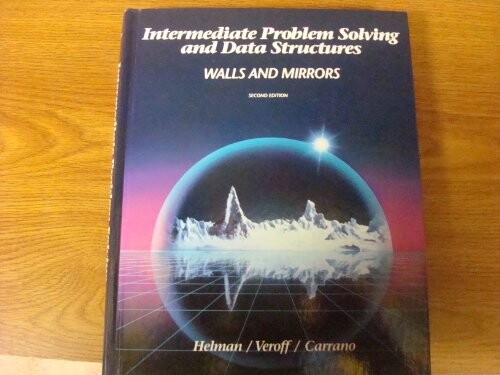 Intermediate Problem Solving
and Data Structures
WALLS AND MIRRORS
SECOND EDITION
Helman / Veroff / Carrano